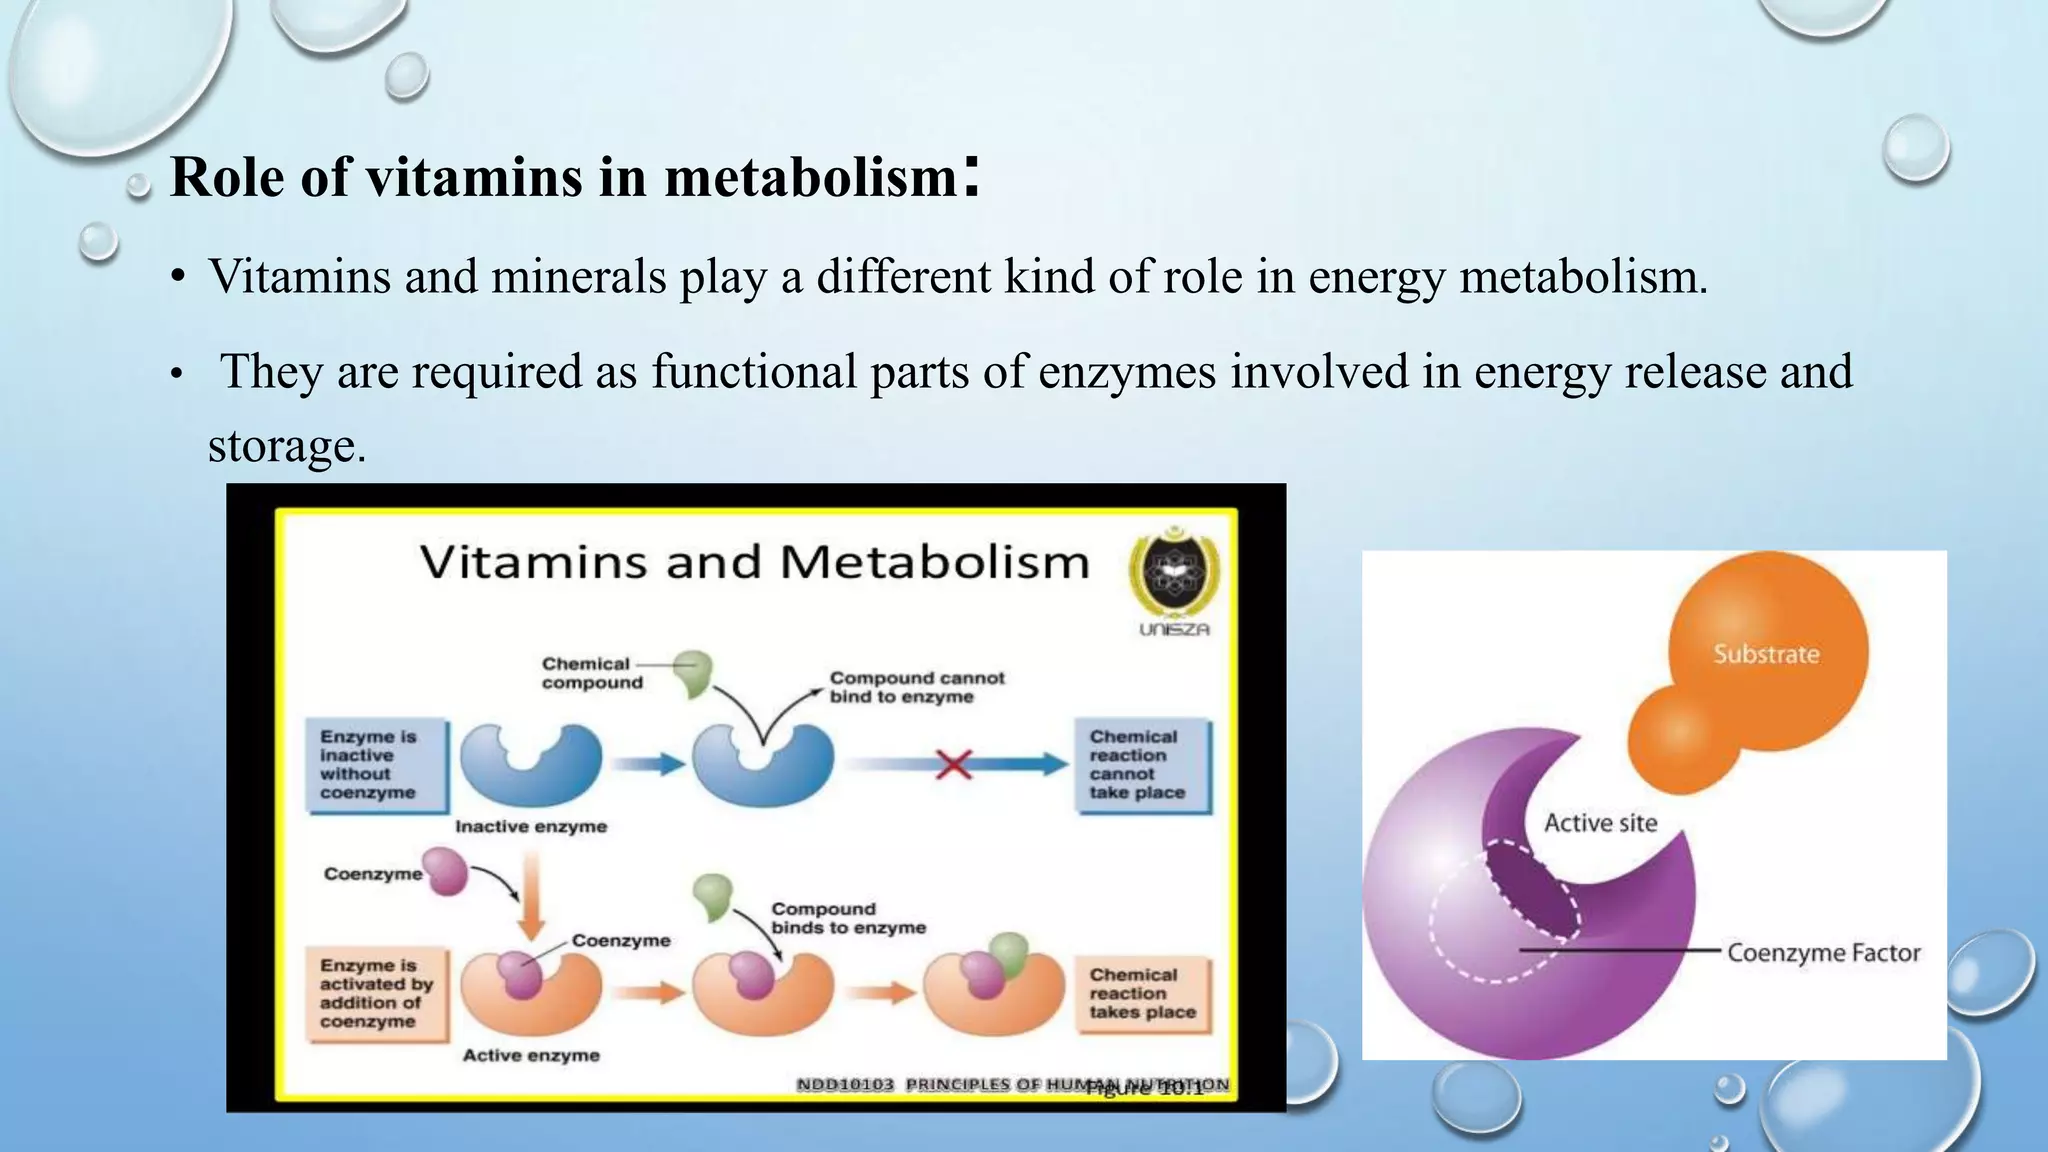 Role of vitamins in metabolism:
• Vitamins and minerals play a different kind of role in energy metabolism.
• They are required as functional parts of enzymes involved in energy release and
storage.
Vitamins and Metabolism
UNISZA
Chemical
compound
Compound cannot
bind to enzyme
Enzyme is
inactive
without
coenzyme
Chemical
reaction
cannot
take place
Inactive enzyme
Coenzyme
Coenzyme
Compound
binds to enzyme
Enzyme is
activated by
addition of
coenzyme
Chemical
reaction
takes place
Active enzyme
NDD10103 PRINCIPLES OF HUMAN NUTRITION
Figure 10.1
Substrate
Active site
Coenzyme Factor